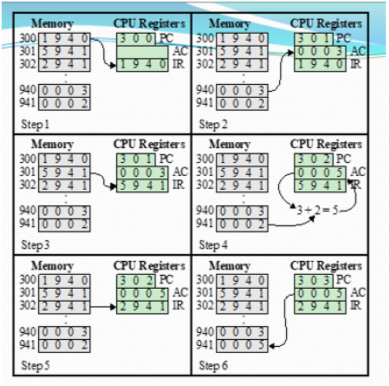 Memory CPU Registers
300 1 9 4 0 3 0 0 PC
301 5 9 4 1 AC
302 2 9 4 1 1 9 4 0 IR
940 0 0 0 3
941 0 0 0 2
Step 1
Memory CPU Registers
300 1 9 4 0 3 0 1 PC
301 5 9 4 1 0 0 0 3 AC
302 2 9 4 1 1 9 4 0 IR
940 0 0 0 3
941 0 0 0 2
Step 2
Memory CPU Registers
300 1 9 4 0 3 0 1 PC
301 5 9 4 1 0 0 0 3 AC
302 2 9 4 1 5 9 4 1 IR
940 0 0 0 3
941 0 0 0 2
Step3
Memory CPU Registers
300 1 9 4 0 3 0 2 PC
301 5 9 4 1 0 0 0 5 AC
302 2 9 4 1 5 9 4 1 IR
940 0 0 0 3 3 + 2 = 5
941 0 0 0 2
Step 4
Memory CPU Registers
300 1 9 4 0 3 0 2 PC
301 5 9 4 1 0 0 0 5 AC
302 2 9 4 1 2 9 4 1 IR
940 0 0 0 3
941 0 0 0 2
Step 5
Memory CPU Registers
300 1 9 4 0 3 0 3 PC
301 5 9 4 1 0 0 0 5 AC
302 2 9 4 1 2 9 4 1 IR
940 0 0 0 3
941 0 0 0 5
Step 6